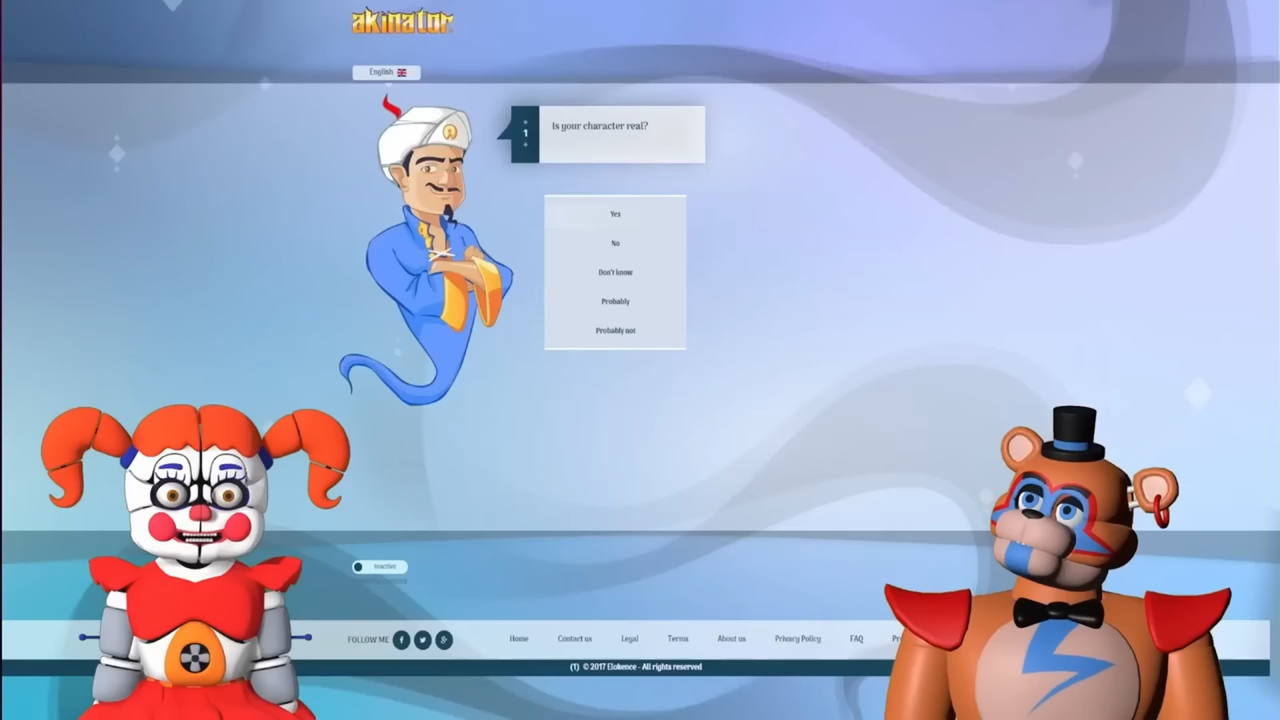 akinator
English
1
Is your character real?
Yes
No
Don't know
Probably
Probably not
Inactive
FOLLOW ME
Home
Contact us
Legal
Terms
About us
Privacy Policy
FAQ
(1) © 2017 Elokence - All rights reserved